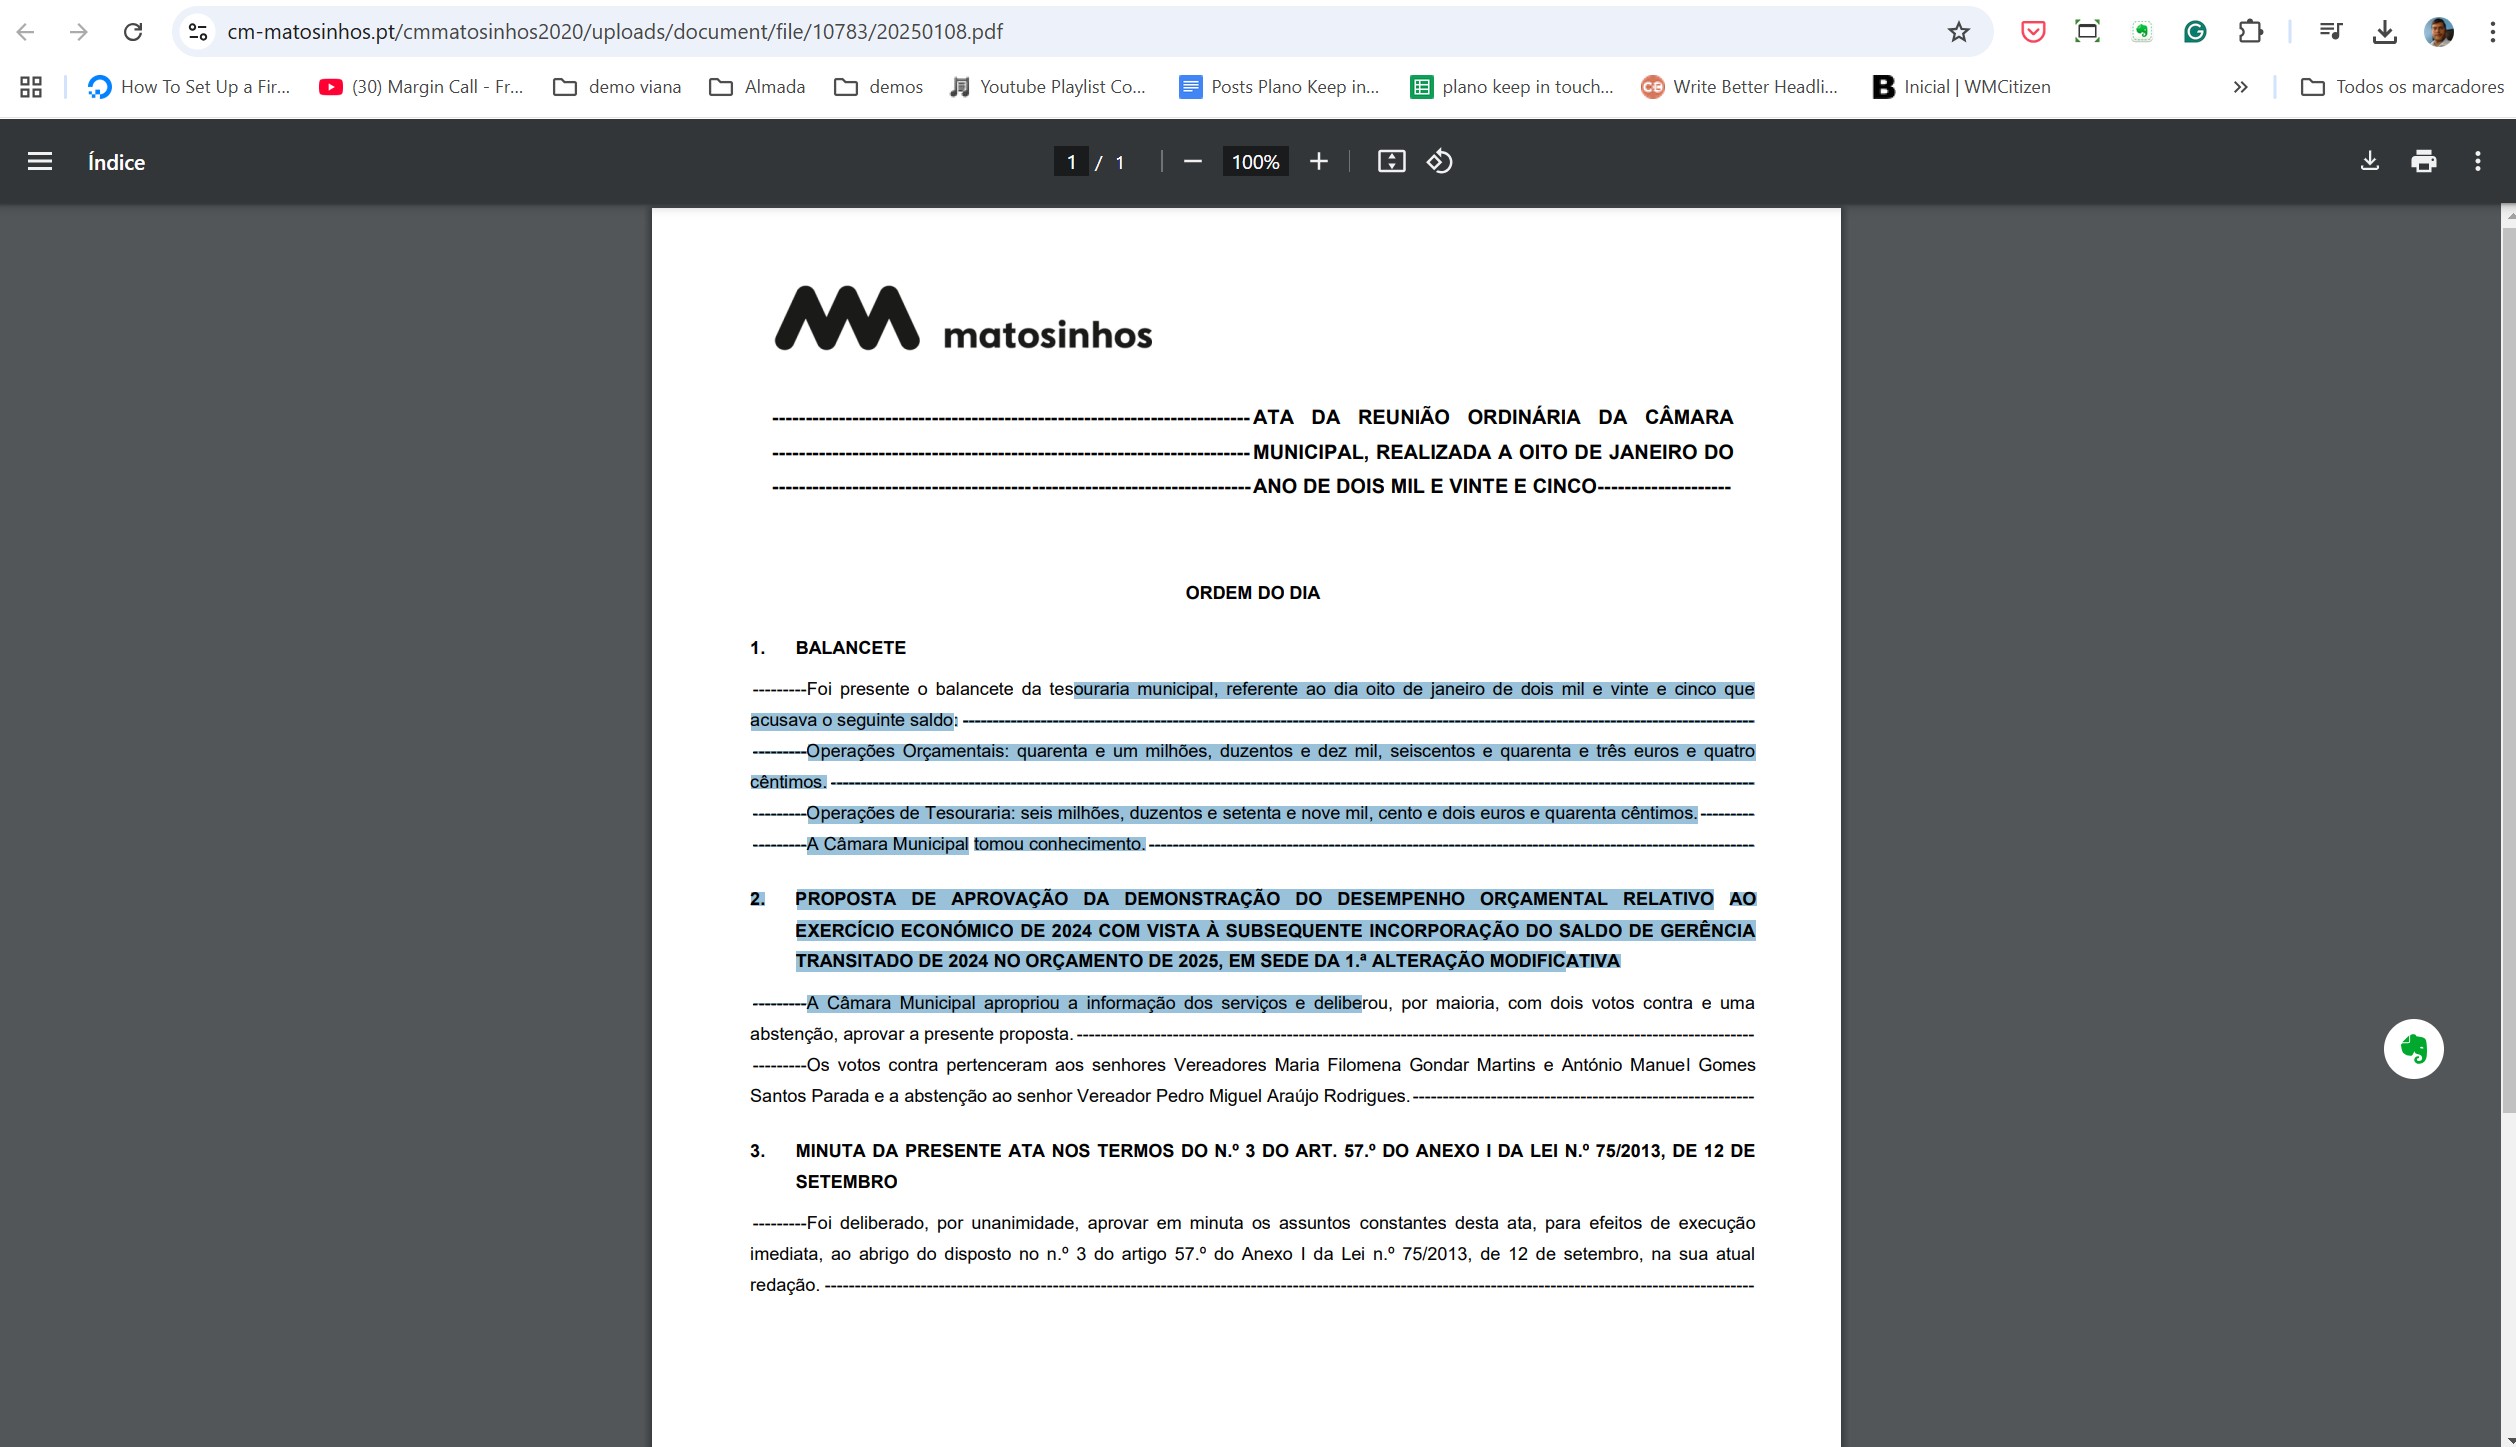 cm-matosinhos.pt/cmmatosinhos2020/uploads/document/file/10783/20250108.pdf
How To Set Up a Fir... (30) Margin Call - Fr... demo viana Almada demos Youtube Playlist Co... Posts Plano Keep in... plano keep in touch... Write Better Headli... Inicial | WMCitizen » Todos os marcadores
Índice 1 / 1 100%
matosinhos
-----------------------------------------------------------------------ATA DA REUNIÃO ORDINÁRIA DA CÂMARA
-----------------------------------------------------------------------MUNICIPAL, REALIZADA A OITO DE JANEIRO DO
-----------------------------------------------------------------------ANO DE DOIS MIL E VINTE E CINCO--------------------
ORDEM DO DIA
1. BALANCETE
---------Foi presente o balancete da tesouraria municipal, referente ao dia oito de janeiro de dois mil e vinte e cinco que
acusava o seguinte saldo: ------------------------------------------------------------------------------------------------------------------------------------
---------Operações Orçamentais: quarenta e um milhões, duzentos e dez mil, seiscentos e quarenta e três euros e quatro
cêntimos. ----------------------------------------------------------------------------------------------------------------------------------------------------------
---------Operações de Tesouraria: seis milhões, duzentos e setenta e nove mil, cento e dois euros e quarenta cêntimos. ---------
---------A Câmara Municipal tomou conhecimento. -----------------------------------------------------------------------------------------------------
2. PROPOSTA DE APROVAÇÃO DA DEMONSTRAÇÃO DO DESEMPENHO ORÇAMENTAL RELATIVO AO
EXERCÍCIO ECONÓMICO DE 2024 COM VISTA À SUBSEQUENTE INCORPORAÇÃO DO SALDO DE GERÊNCIA
TRANSITADO DE 2024 NO ORÇAMENTO DE 2025, EM SEDE DA 1.ª ALTERAÇÃO MODIFICATIVA
---------A Câmara Municipal apropriou a informação dos serviços e deliberou, por maioria, com dois votos contra e uma
abstenção, aprovar a presente proposta. -----------------------------------------------------------------------------------------------------------------
---------Os votos contra pertenceram aos senhores Vereadores Maria Filomena Gondar Martins e António Manuel Gomes
Santos Parada e a abstenção ao senhor Vereador Pedro Miguel Araújo Rodrigues. ---------------------------------------------------------
3. MINUTA DA PRESENTE ATA NOS TERMOS DO N.º 3 DO ART. 57.º DO ANEXO I DA LEI N.º 75/2013, DE 12 DE
SETEMBRO
---------Foi deliberado, por unanimidade, aprovar em minuta os assuntos constantes desta ata, para efeitos de execução
imediata, ao abrigo do disposto no n.º 3 do artigo 57.º do Anexo I da Lei n.º 75/2013, de 12 de setembro, na sua atual
redação. -----------------------------------------------------------------------------------------------------------------------------------------------------------